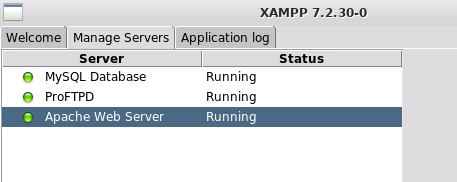 XAMPP 7.2.30-0
Welcome Manage Servers Application log
Server Status
MySQL Database Running
ProFTPD Running
Apache Web Server Running